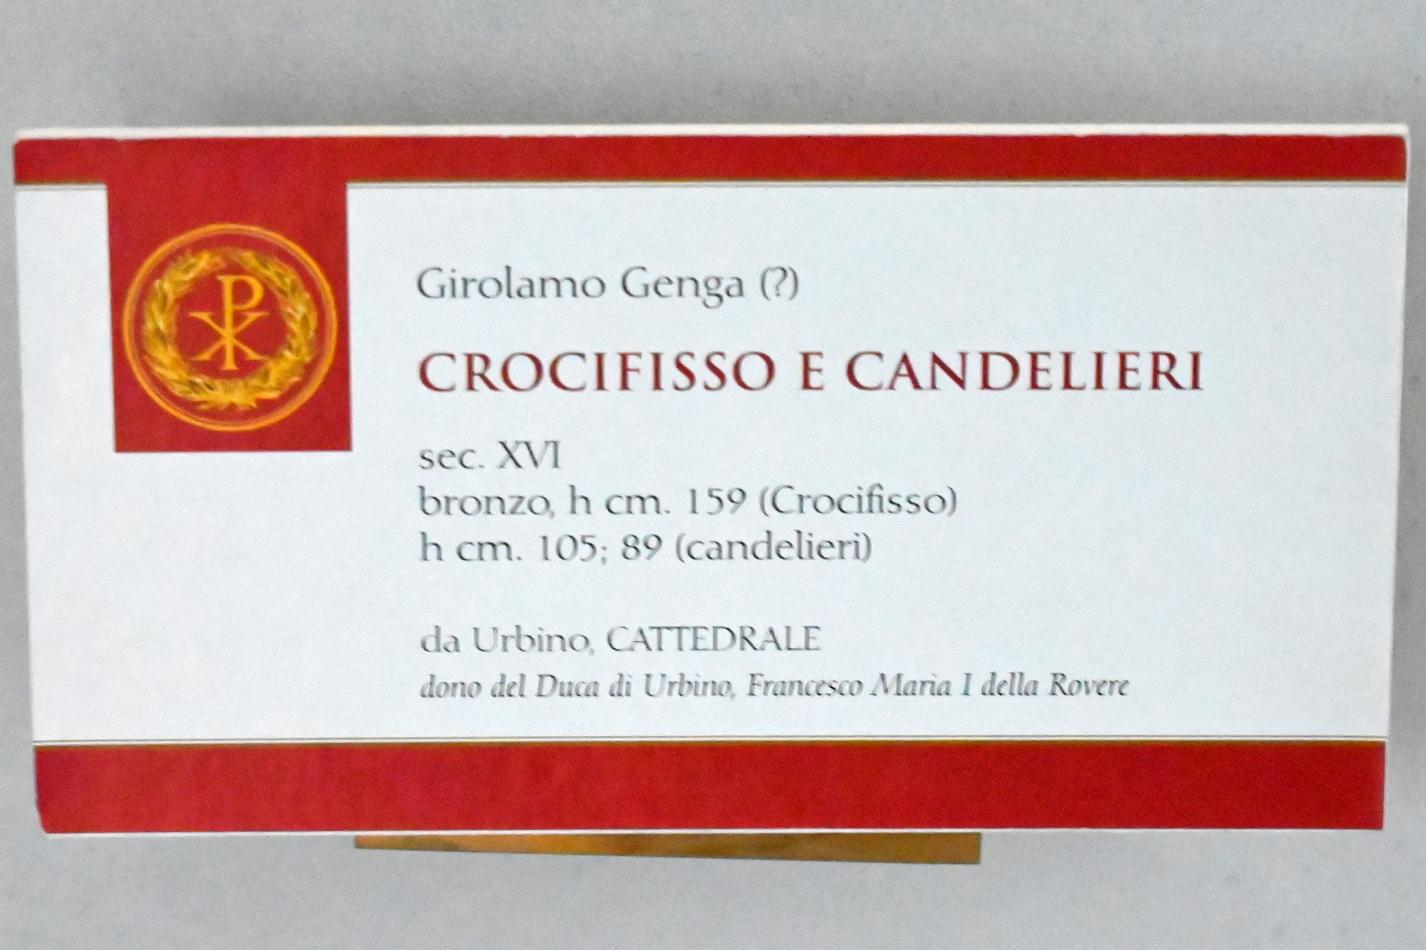 Girolamo Genga (?)
CROCIFISSO E CANDELIERI
sec. XVI
bronzo, h cm. 159 (Crocifisso)
h cm. 105; 89 (candelieri)
da Urbino, CATTEDRALE
dono del Duca di Urbino, Francesco Maria I della Rovere